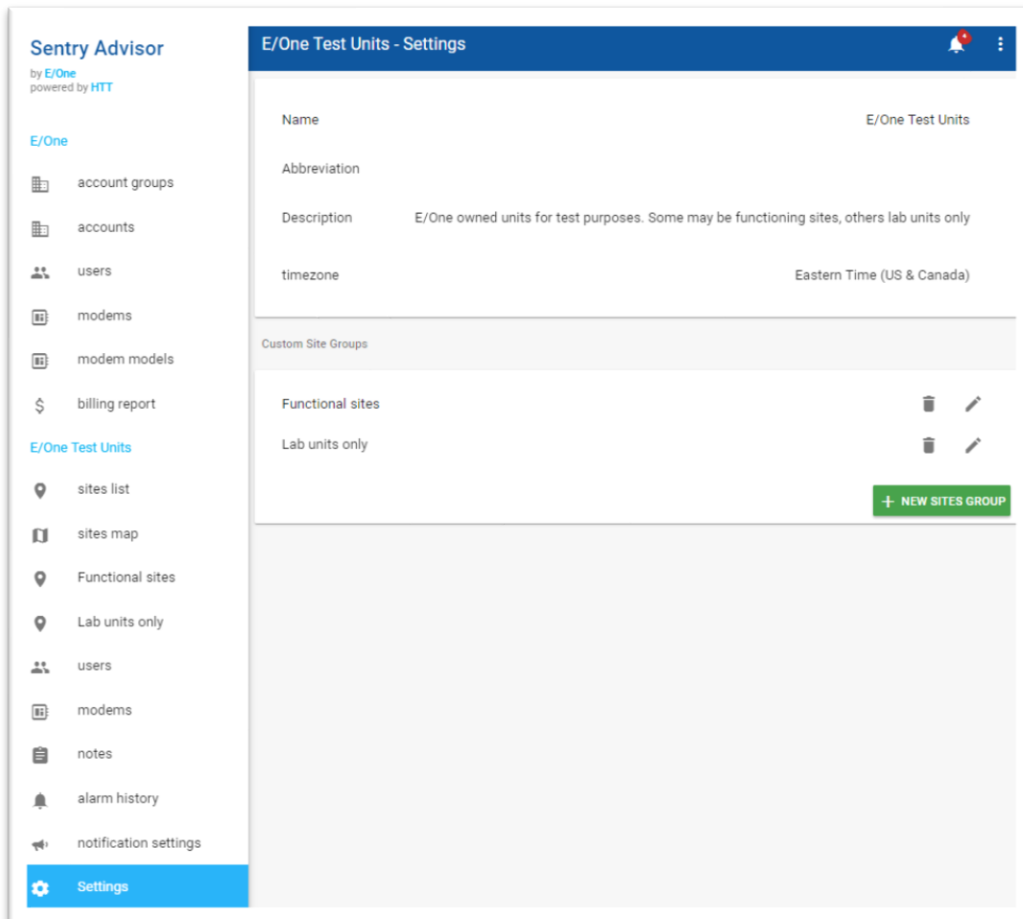 Sentry Advisor
by E/One
powered by HTT
E/One
account groups
accounts
users
modems
modem models
billing report
E/One Test Units
sites list
sites map
Functional sites
Lab units only
users
modems
notes
alarm history
notification settings
Settings
E/One Test Units - Settings
Name E/One Test Units
Abbreviation
Description E/One owned units for test purposes. Some may be functioning sites, others lab units only
timezone Eastern Time (US & Canada)
Custom Site Groups
Functional sites
Lab units only
+ NEW SITES GROUP